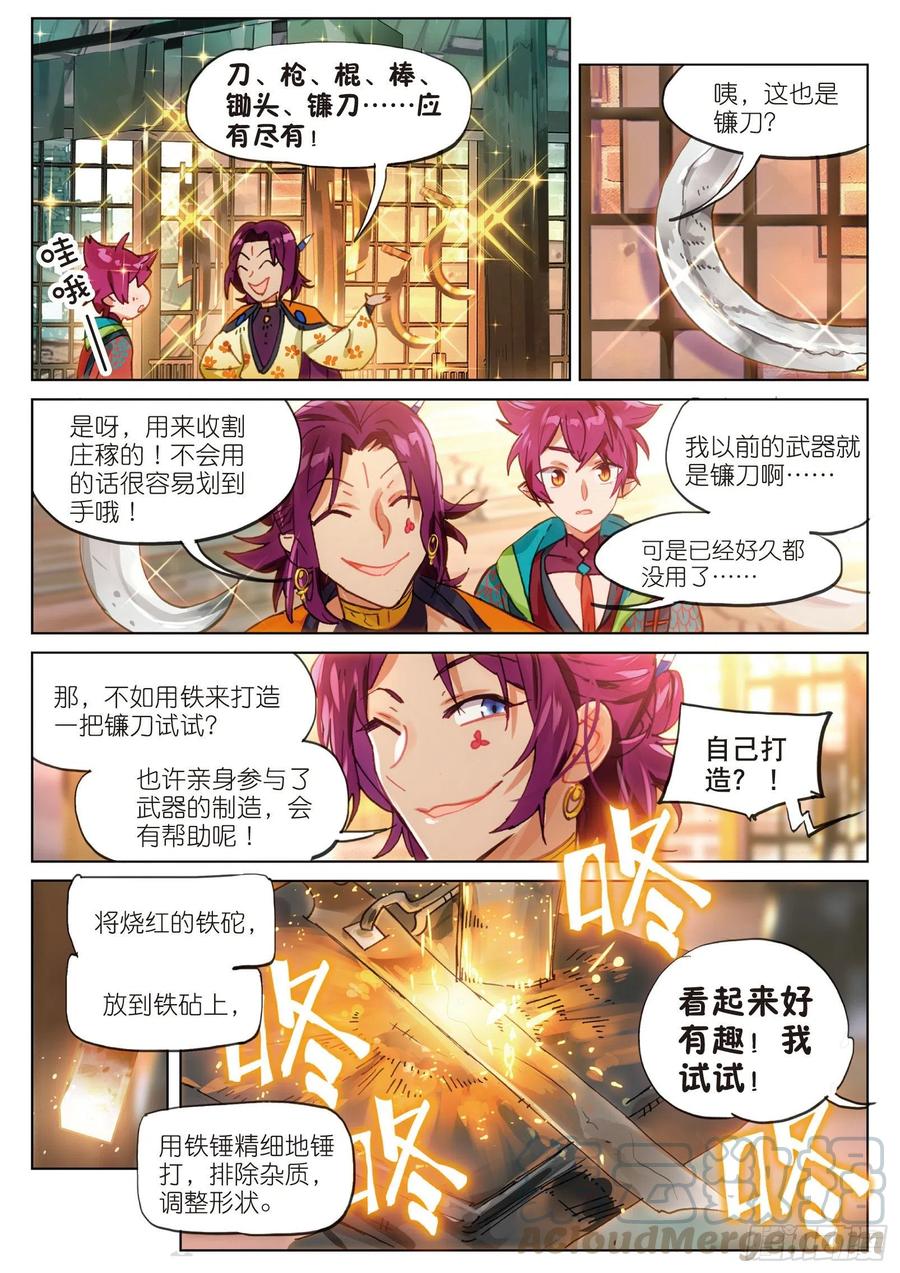 刀、枪、棍、棒、
锄头、镰刀……应
有尽有！
哇
哦
咦，这也是
镰刀？
是呀，用来收割
庄稼的！不会用
的话很容易划到
手哦！
我以前的武器就
是镰刀啊……
可是已经好久都
没用了……
那，不如用铁来打造
一把镰刀试试？
也许亲身参与了
武器的制造，会
有帮助呢！
自己打
造？！
将烧红的铁砣，
放到铁砧上，
咚
咚
咚
看起来好
有趣！我
试试！
用铁锤精细地锤
打，排除杂质，
调整形状。
咚
咚
AcloudMerge.com